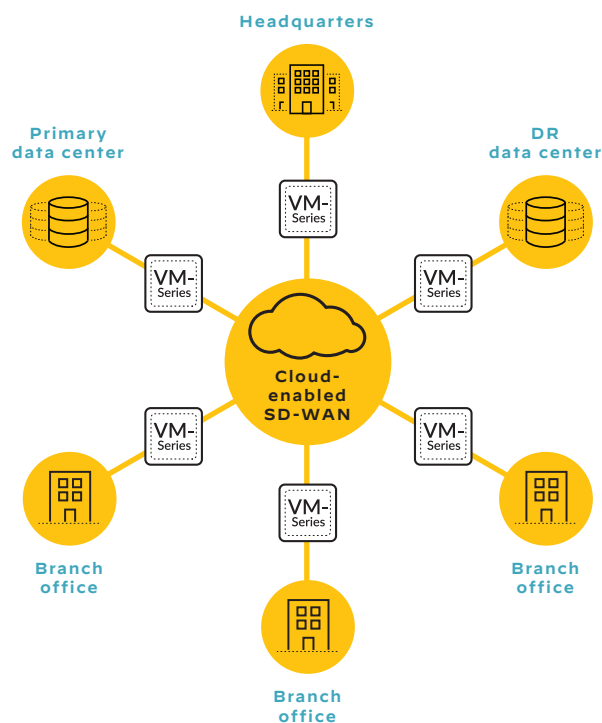 Headquarters
Primary
data center
DR
data center
VM-
Series
VM-
Series
VM-
Series
Cloud-
enabled
SD-WAN
VM-
Series
VM-
Series
VM-
Series
Branch
office
Branch
office
Branch
office